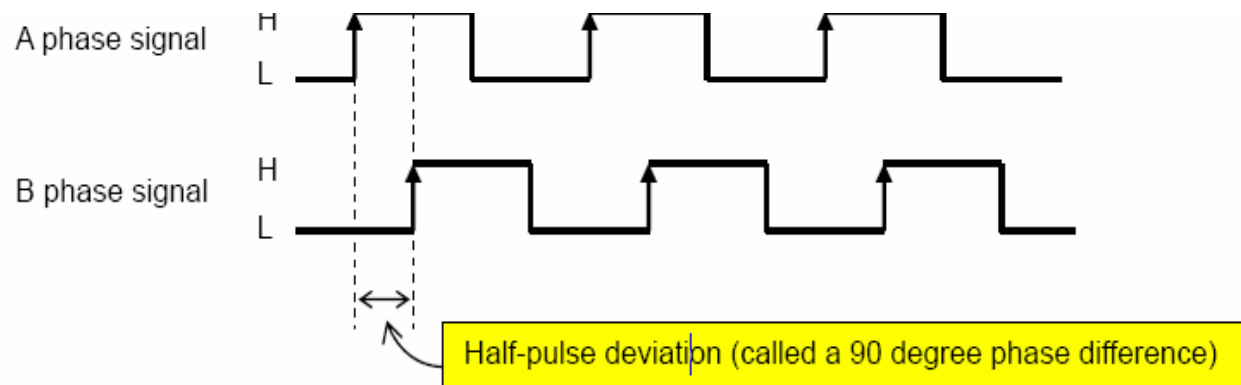 H
A phase signal
L
H
B phase signal
L
Half-pulse deviation (called a 90 degree phase difference)